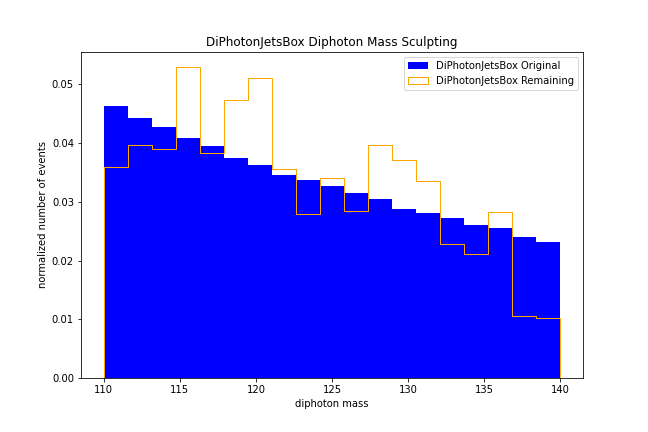 DiPhotonJetsBox Diphoton Mass Sculpting
DiPhotonJetsBox Original
DiPhotonJetsBox Remaining
normalized number of events
0.05
0.04
0.03
0.02
0.01
0.00
110 115 120 125 130 135 140
diphoton mass